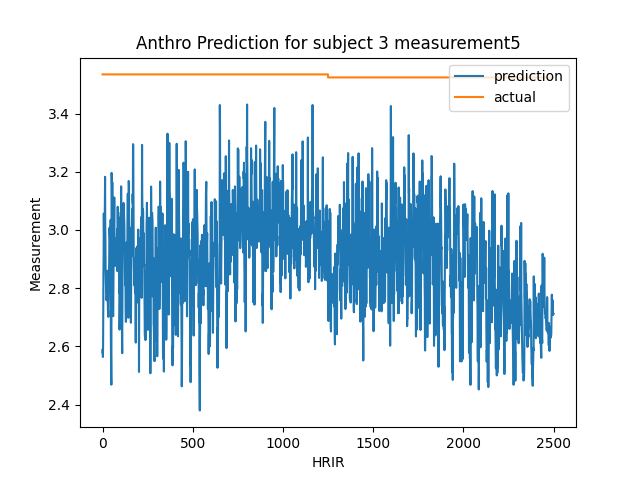 Anthro Prediction for subject 3 measurement5
prediction
actual
Measurement
3.4
3.2
3.0
2.8
2.6
2.4
0
500
1000
1500
2000
2500
HRIR